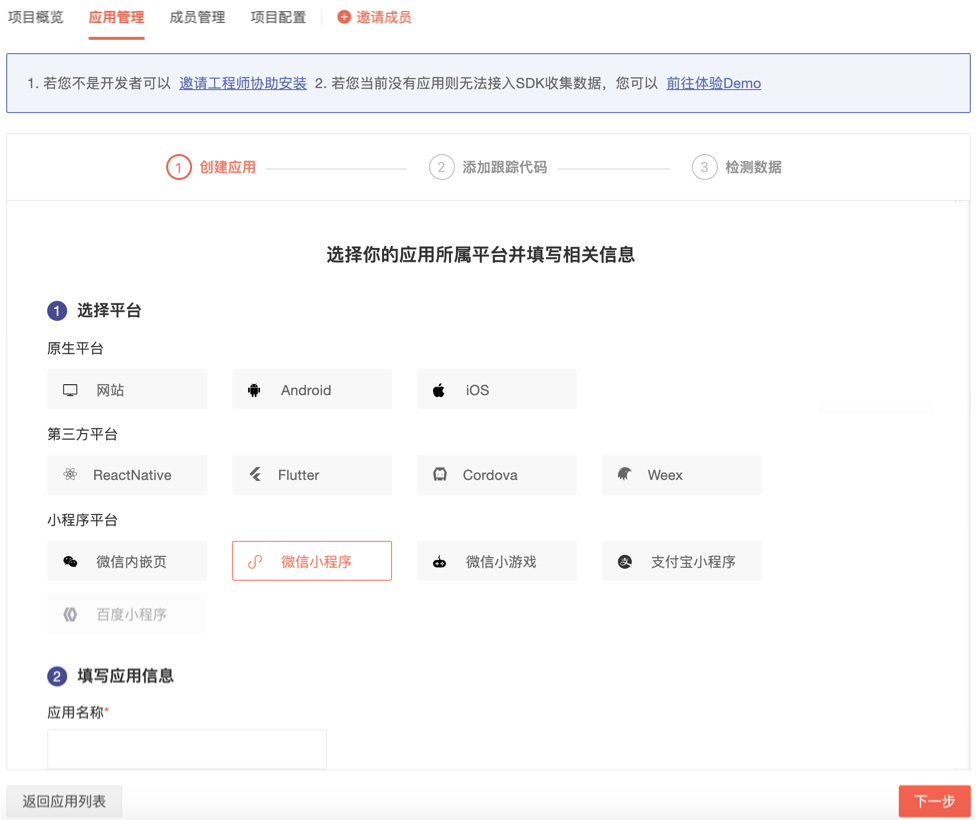 项目概览 应用管理 成员管理 项目配置 邀请成员
1. 若您不是开发者可以 邀请工程师协助安装 2. 若您当前没有应用则无法接入SDK收集数据，您可以 前往体验Demo
1 创建应用 2 添加跟踪代码 3 检测数据
选择你的应用所属平台并填写相关信息
1 选择平台
原生平台
网站 Android iOS
第三方平台
ReactNative Flutter Cordova Weex
小程序平台
微信内嵌页 微信小程序 微信小游戏 支付宝小程序
百度小程序
2 填写应用信息
应用名称*
返回应用列表 下一步